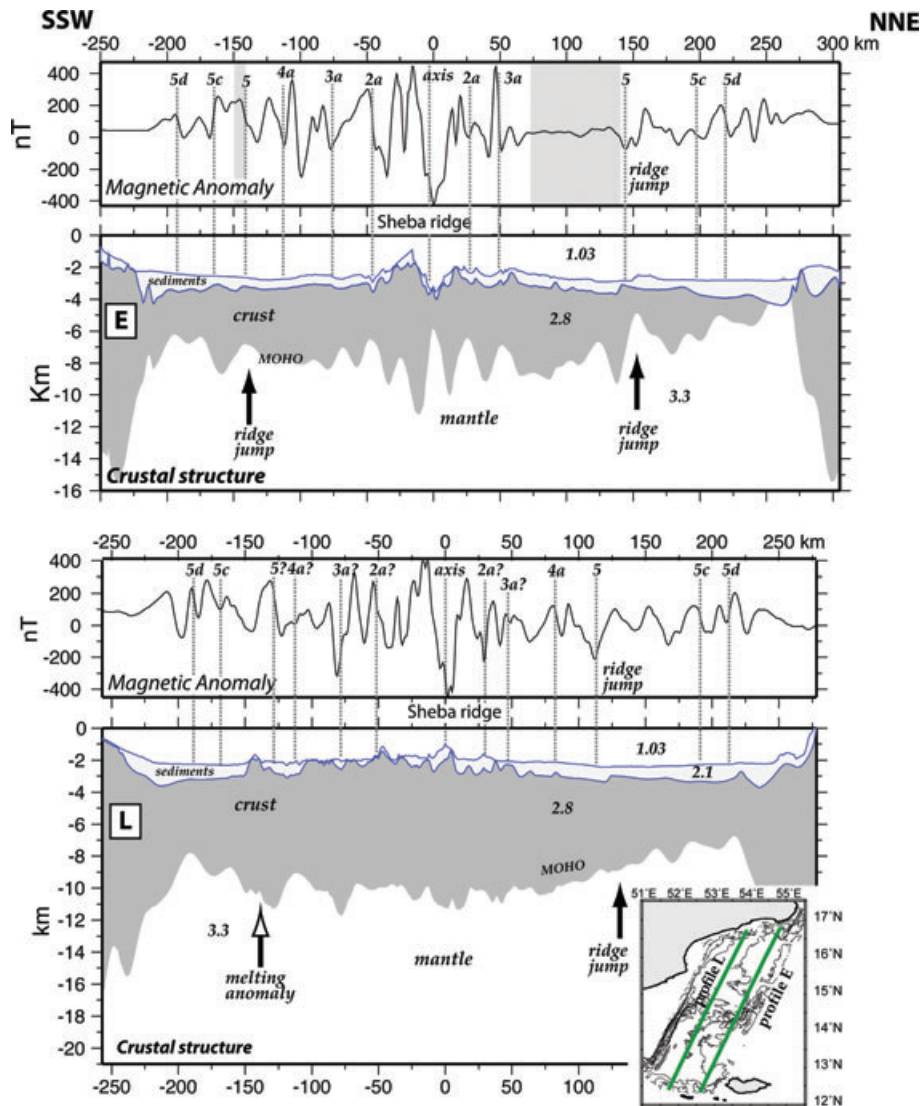 SSW NNE
-250 -200 -150 -100 -50 0 50 100 150 200 250 300 km
400
200
0
-200
-400
nT
5d 5c 5 4a 3a 2a axis 2a 3a 5 5c 5d
Magnetic Anomaly
ridge
jump
Sheba ridge
0
-2
-4
-6
-8
-10
-12
-14
-16
Km
1.03
sediments
E
crust 2.8
MOHO
3.3
mantle
ridge
jump
ridge
jump
Crustal structure
-250 -200 -150 -100 -50 0 50 100 150 200 250
400
200
0
-200
-400
nT
5d 5c 5? 4a? 3a? 2a? axis 2a? 3a? 4a 5 5c 5d
Magnetic Anomaly
ridge
jump
Sheba ridge
0
-2
-4
-6
-8
-10
-12
-14
-16
-18
-20
km
1.03
sediments 2.1
crust 2.8
L
MOHO
3.3
mantle
melting
anomaly
ridge
jump
Crustal structure
-250 -200 -150 -100 -50 0 50 100
51°E 52°E 53°E 54°E 55°E
17°N
16°N
15°N
14°N
13°N
12°N
profile L
profile E